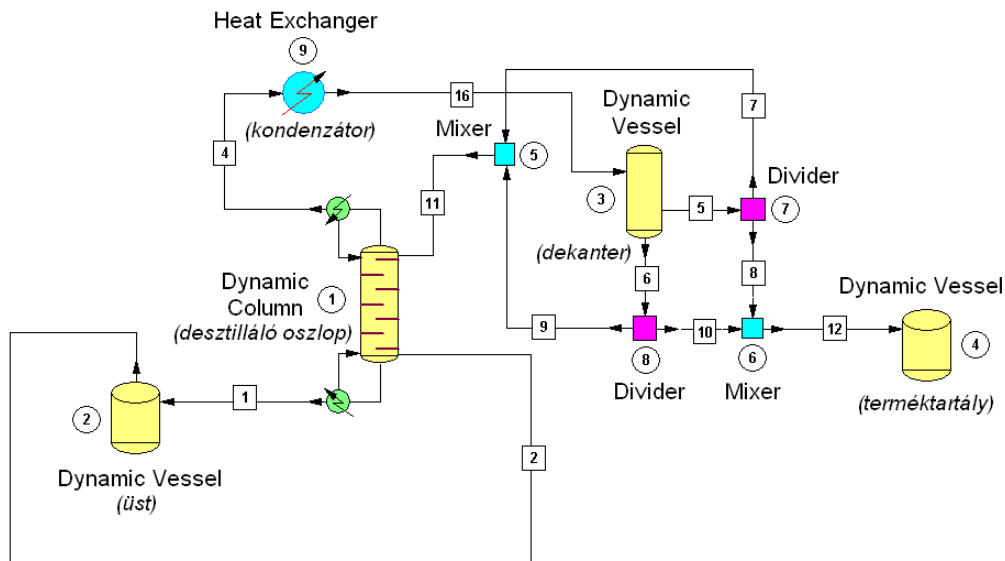 Heat Exchanger
9
(kondenzátor)
16
4
Mixer
5
11
Dynamic
Vessel
3
(dekanter)
7
Divider
7
5
6
8
9
10
8
Divider
6
Mixer
12
Dynamic Vessel
4
(terméktartály)
Dynamic
Column
1
(desztilláló oszlop)
1
2
Dynamic Vessel
(üst)
2